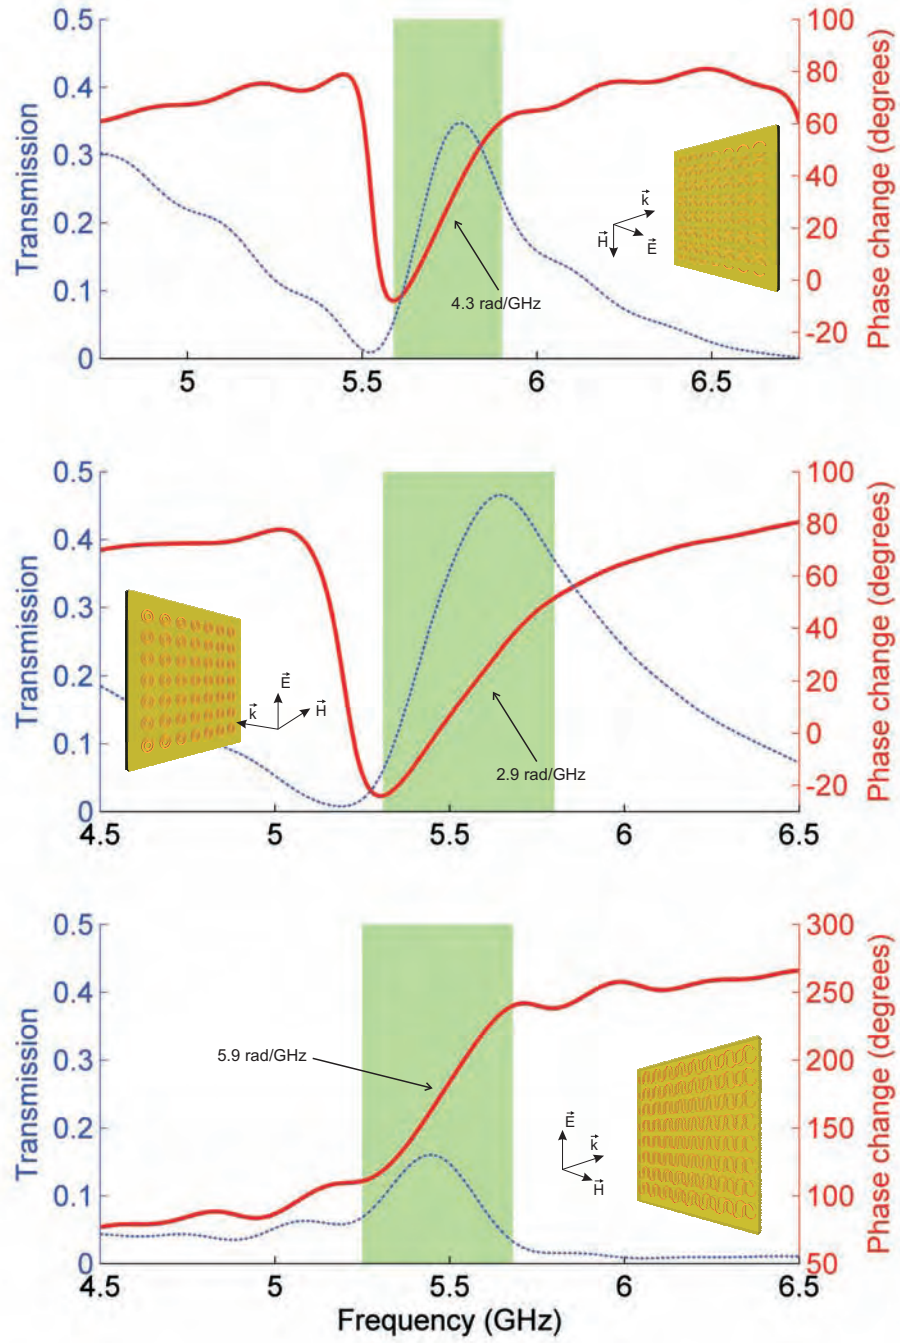 0.5
0.4
0.3
0.2
0.1
0
Transmission
100
80
60
40
20
0
-20
Phase change (degrees)
5
5.5
6
6.5
4.3 rad/GHz
k
H
E
0.5
0.4
0.3
0.2
0.1
0
Transmission
100
80
60
40
20
0
-20
Phase change (degrees)
4.5
5
5.5
6
6.5
2.9 rad/GHz
E
k
H
0.5
0.4
0.3
0.2
0.1
0
Transmission
300
250
200
150
100
50
Phase change (degrees)
4.5
5
5.5
6
6.5
5.9 rad/GHz
E
k
H
Frequency (GHz)